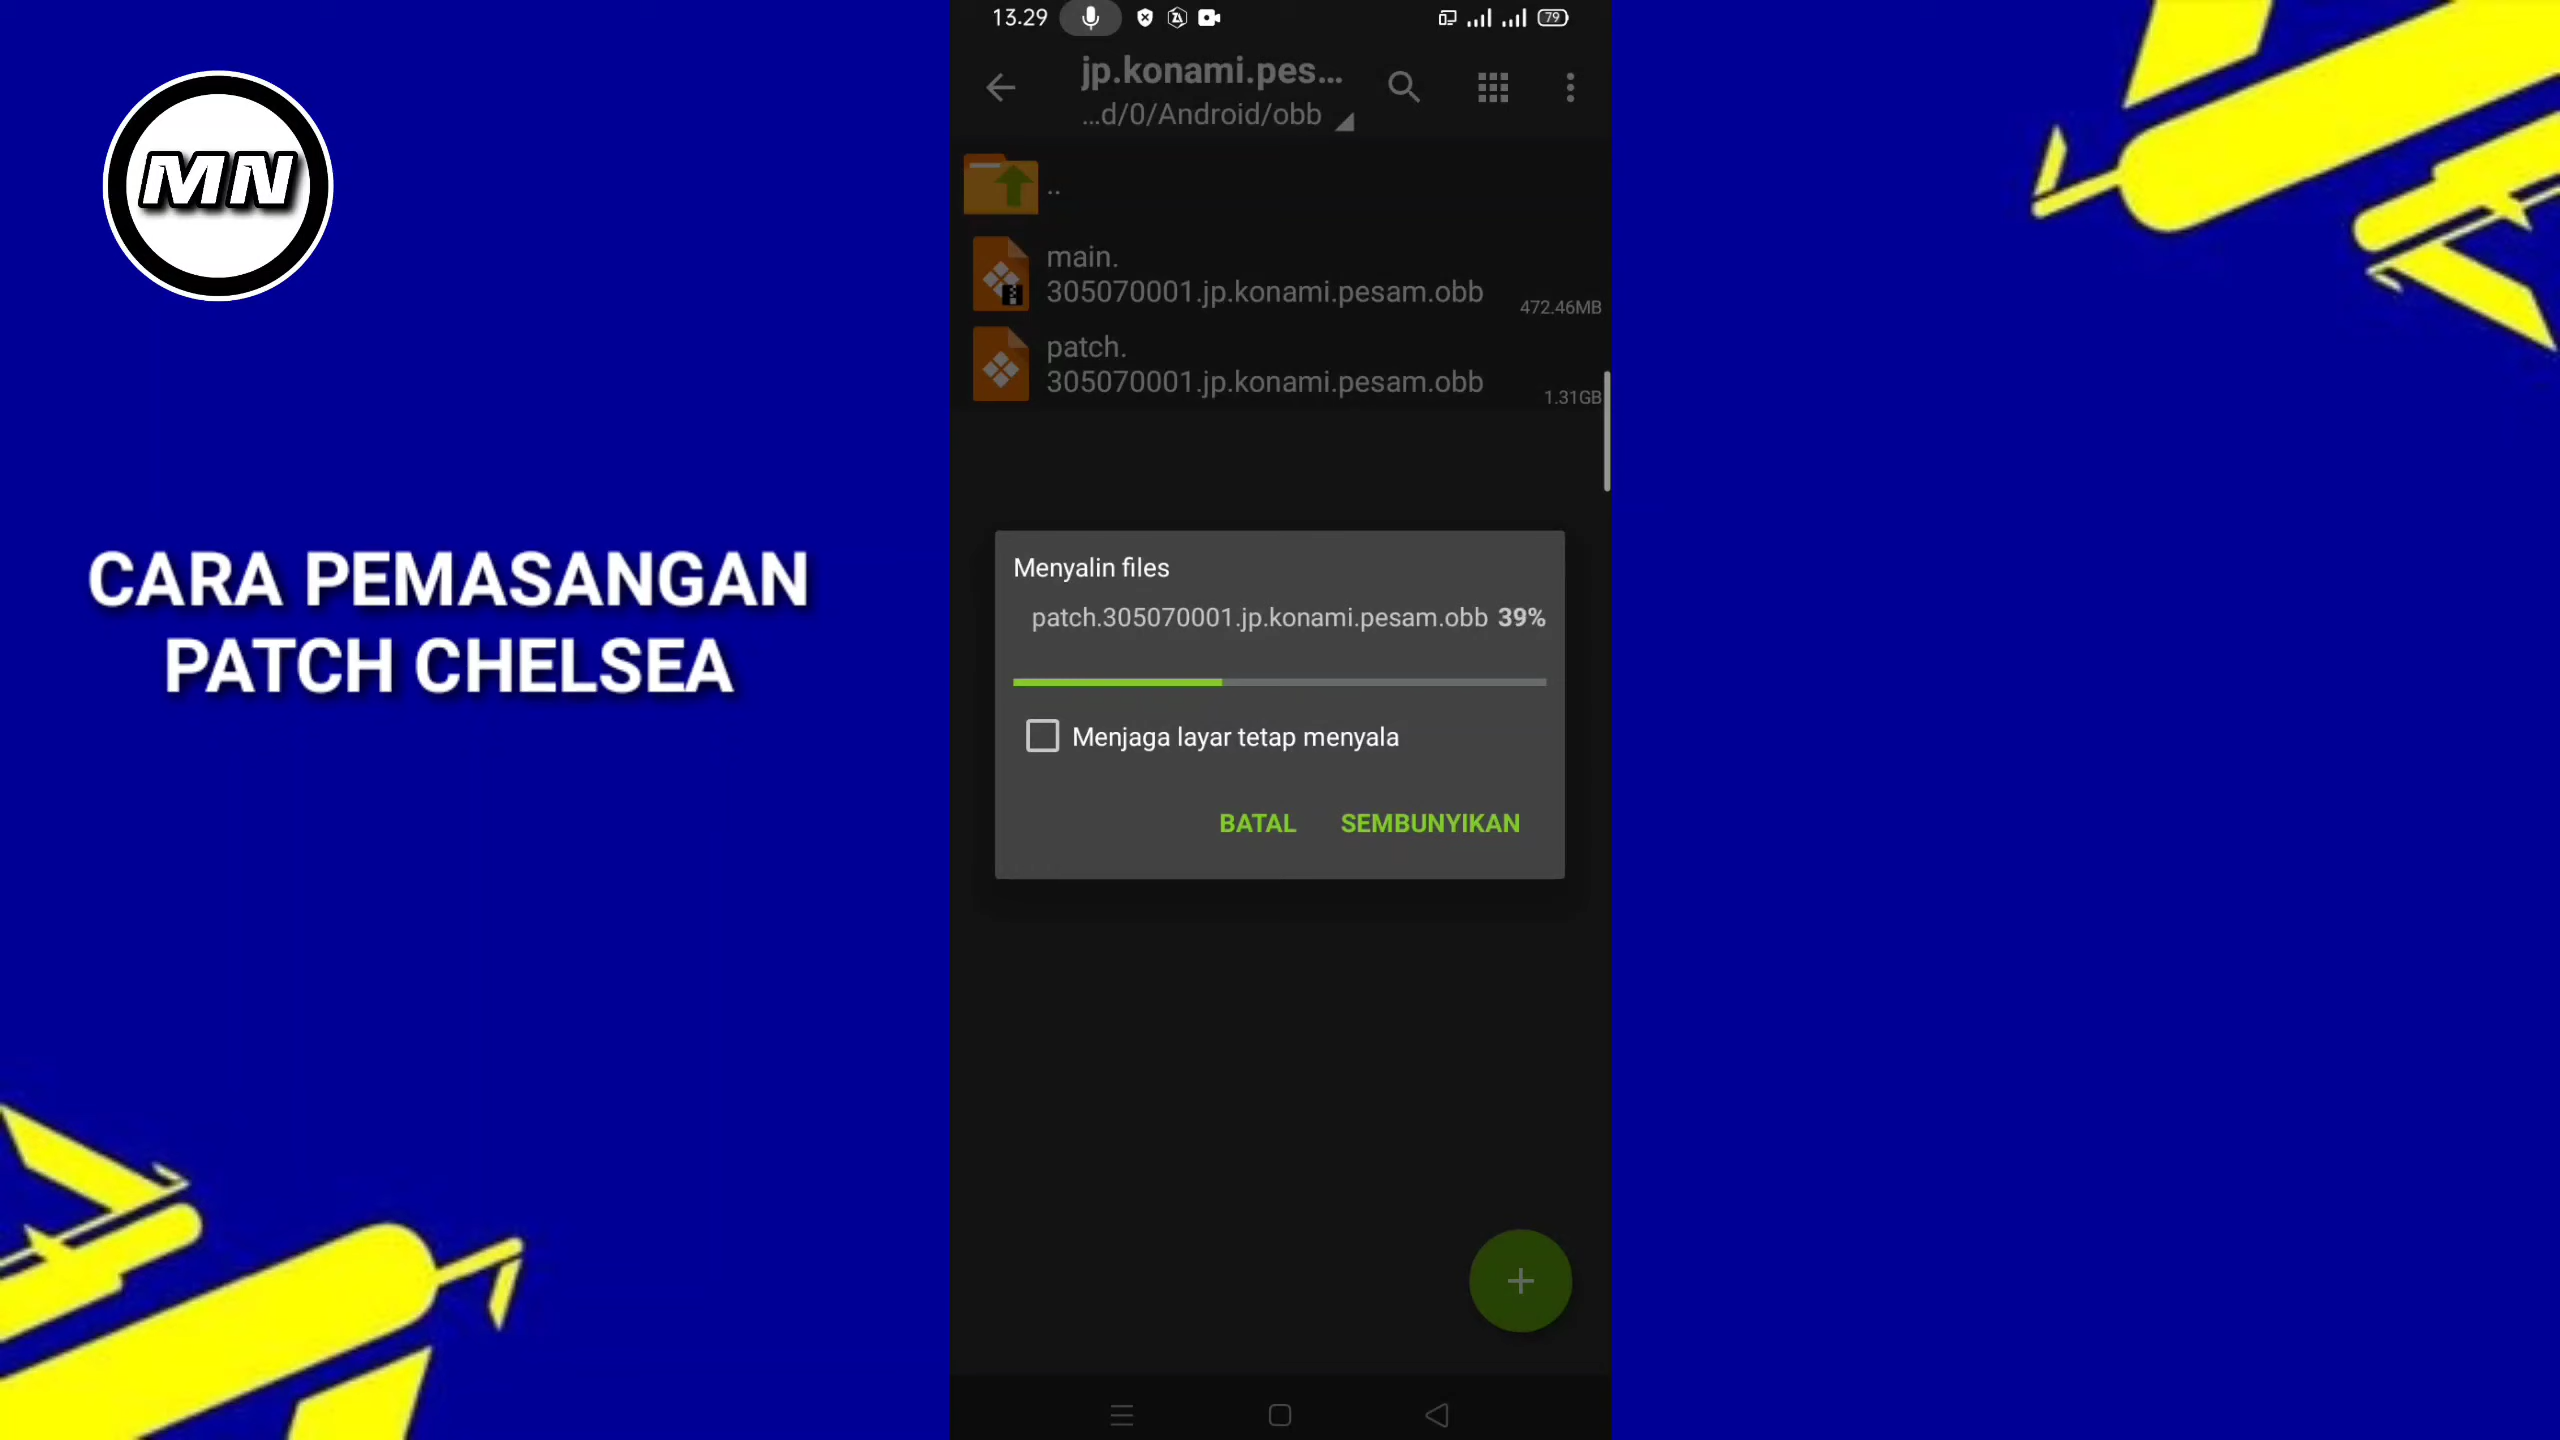 13.29
79
MN
jp.konami.pes...
...d/0/Android/obb
..
main.
305070001.jp.konami.pesam.obb
472.46MB
patch.
305070001.jp.konami.pesam.obb
1.31GB
CARA PEMASANGAN
PATCH CHELSEA
Menyalin files
patch.305070001.jp.konami.pesam.obb 39%
Menjaga layar tetap menyala
BATAL SEMBUNYIKAN